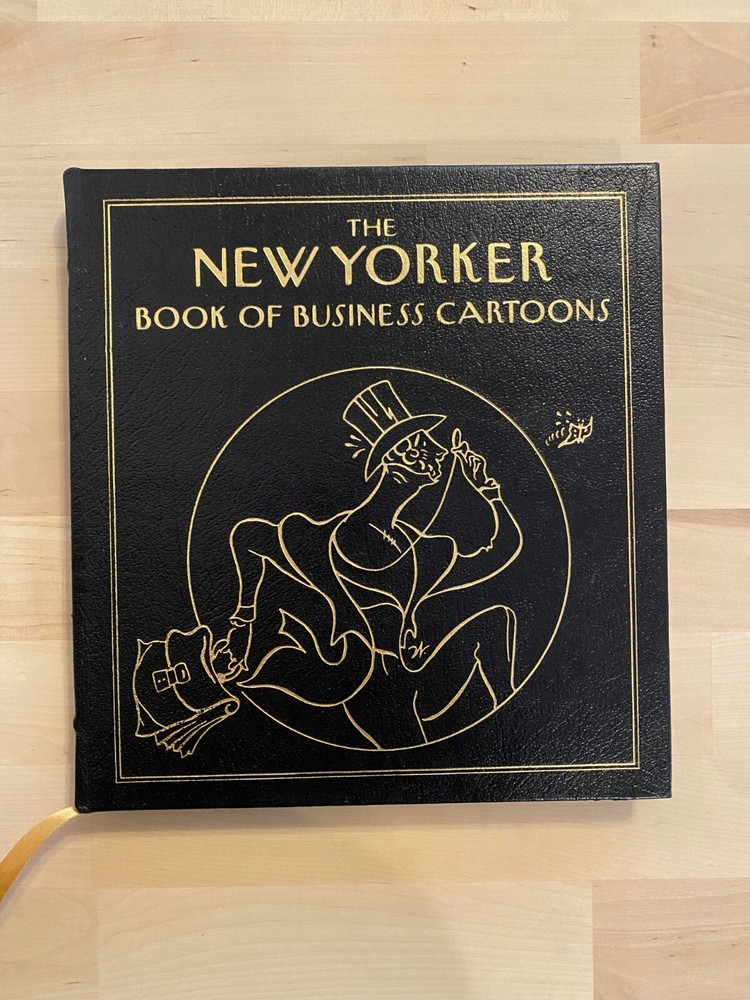 THE
NEW YORKER
BOOK OF BUSINESS CARTOONS